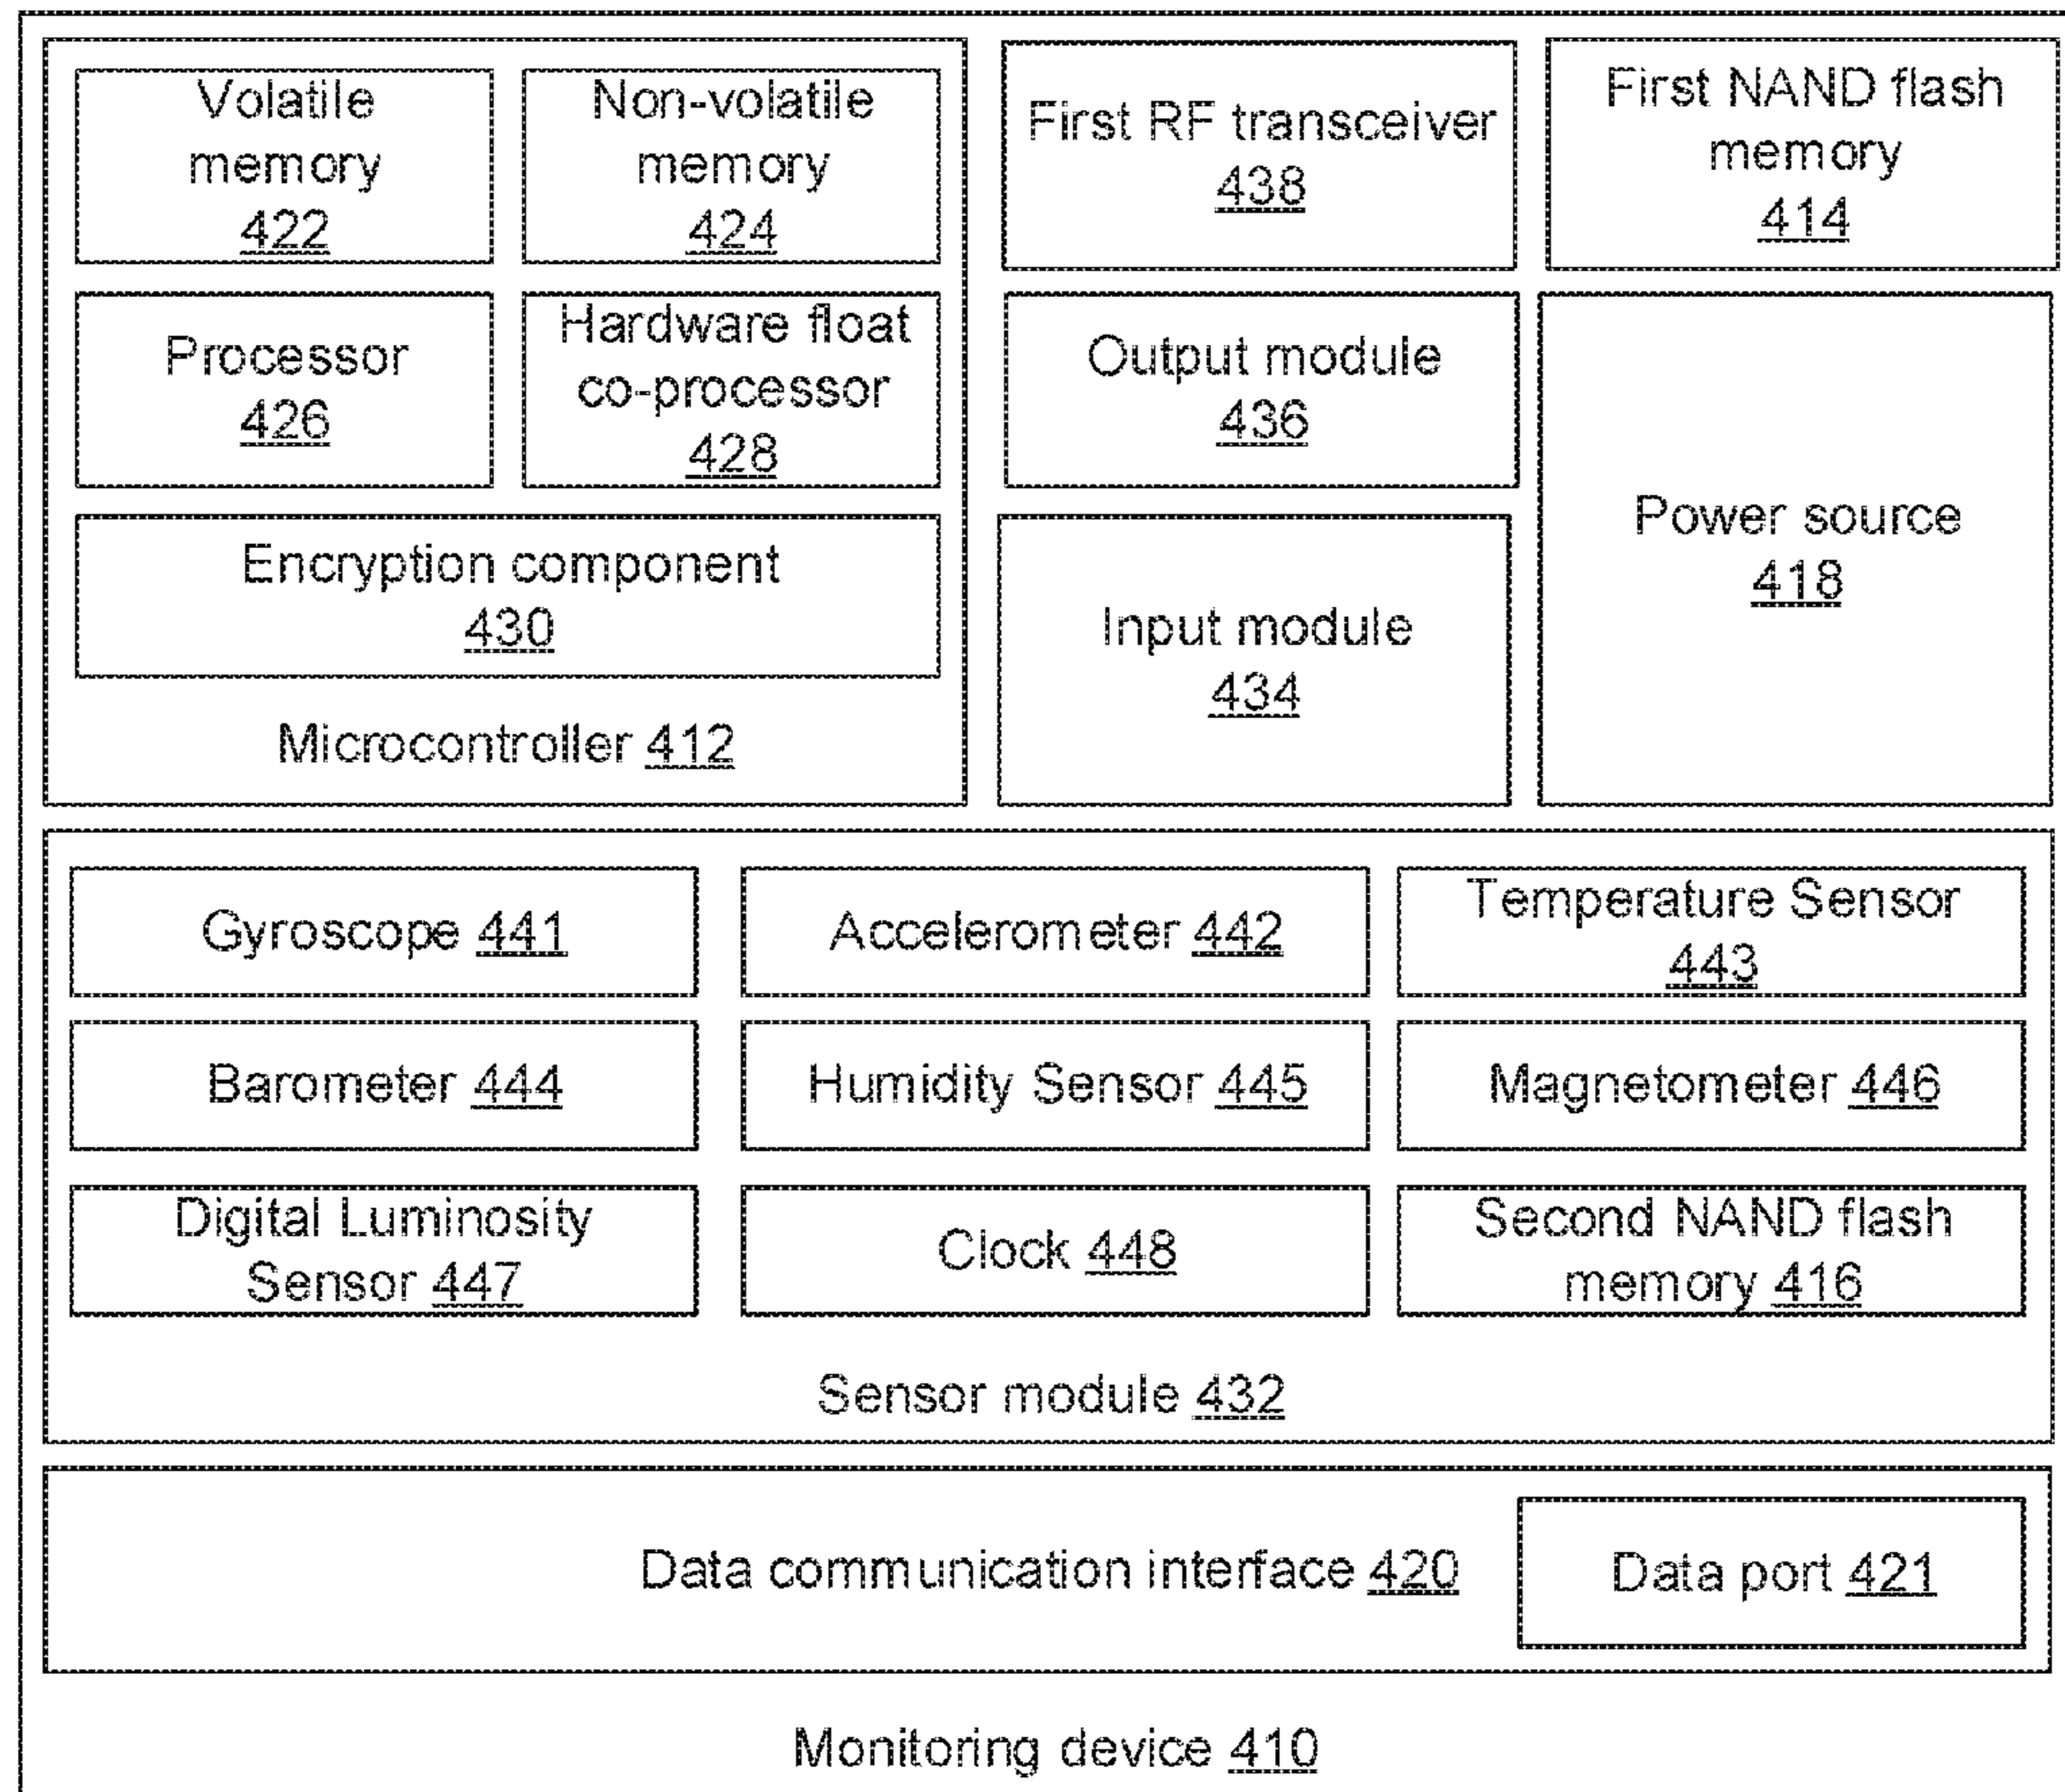 Volatile
memory
422
Non-volatile
memory
424
First RF transceiver
438
First NAND flash
memory
414
Processor
426
Hardware float
co-processor
428
Output module
436
Power source
418
Encryption component
430
Input module
434
Microcontroller 412
Gyroscope 441
Accelerometer 442
Temperature Sensor
443
Barometer 444
Humidity Sensor 445
Magnetometer 446
Digital Luminosity
Sensor 447
Clock 448
Second NAND flash
memory 416
Sensor module 432
Data communication interface 420
Data port 421
Monitoring device 410